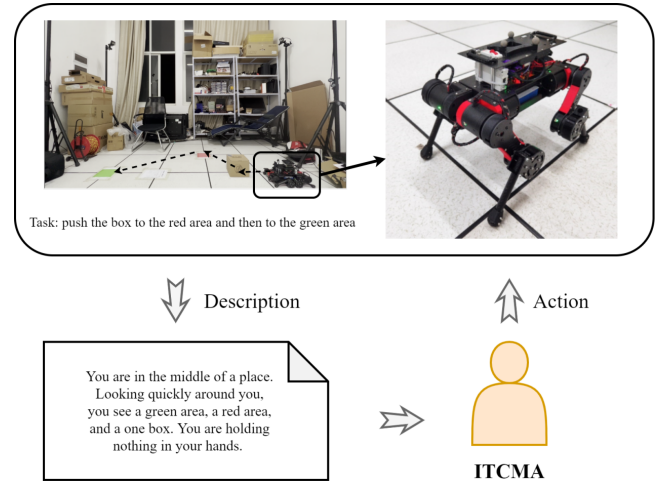 Task: push the box to the red area and then to the green area
Description
Action
You are in the middle of a place.
Looking quickly around you,
you see a green area, a red area,
and a one box. You are holding
nothing in your hands.
ITCMA